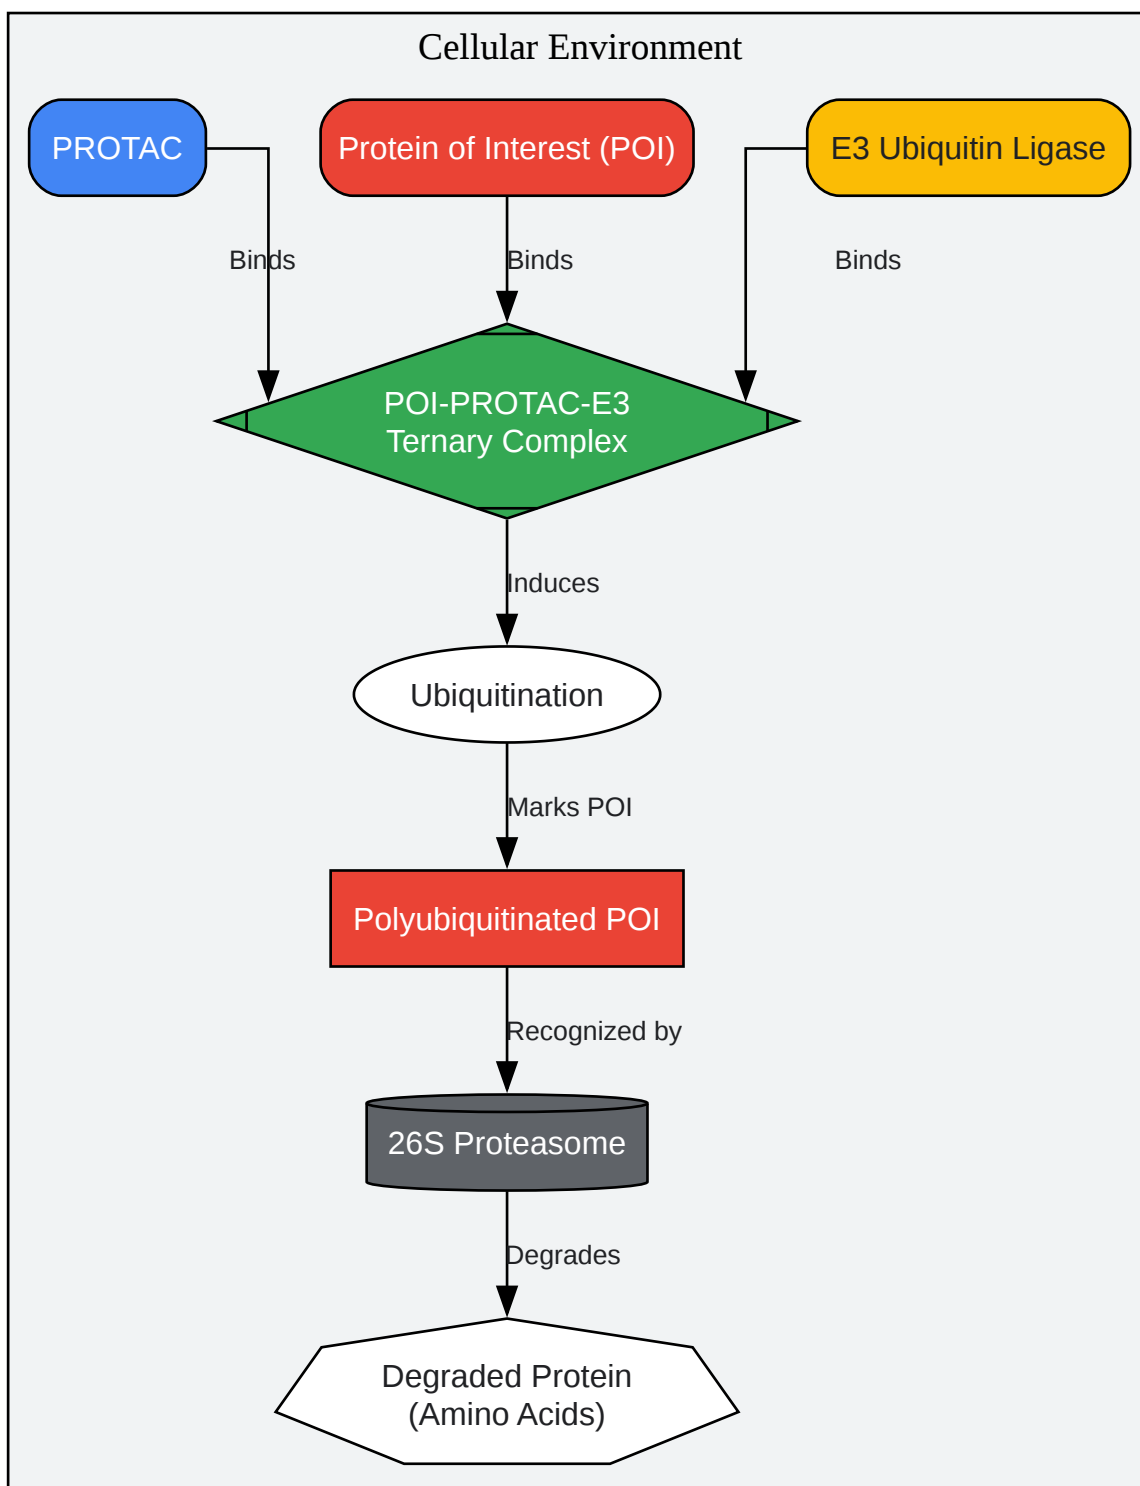 Cellular Environment
PROTAC
Protein of Interest (POI)
E3 Ubiquitin Ligase
Binds
Binds
Binds
POI-PROTAC-E3
Ternary Complex
Induces
Ubiquitination
Marks POI
Polyubiquitinated POI
Recognized by
26S Proteasome
Degrades
Degraded Protein
(Amino Acids)